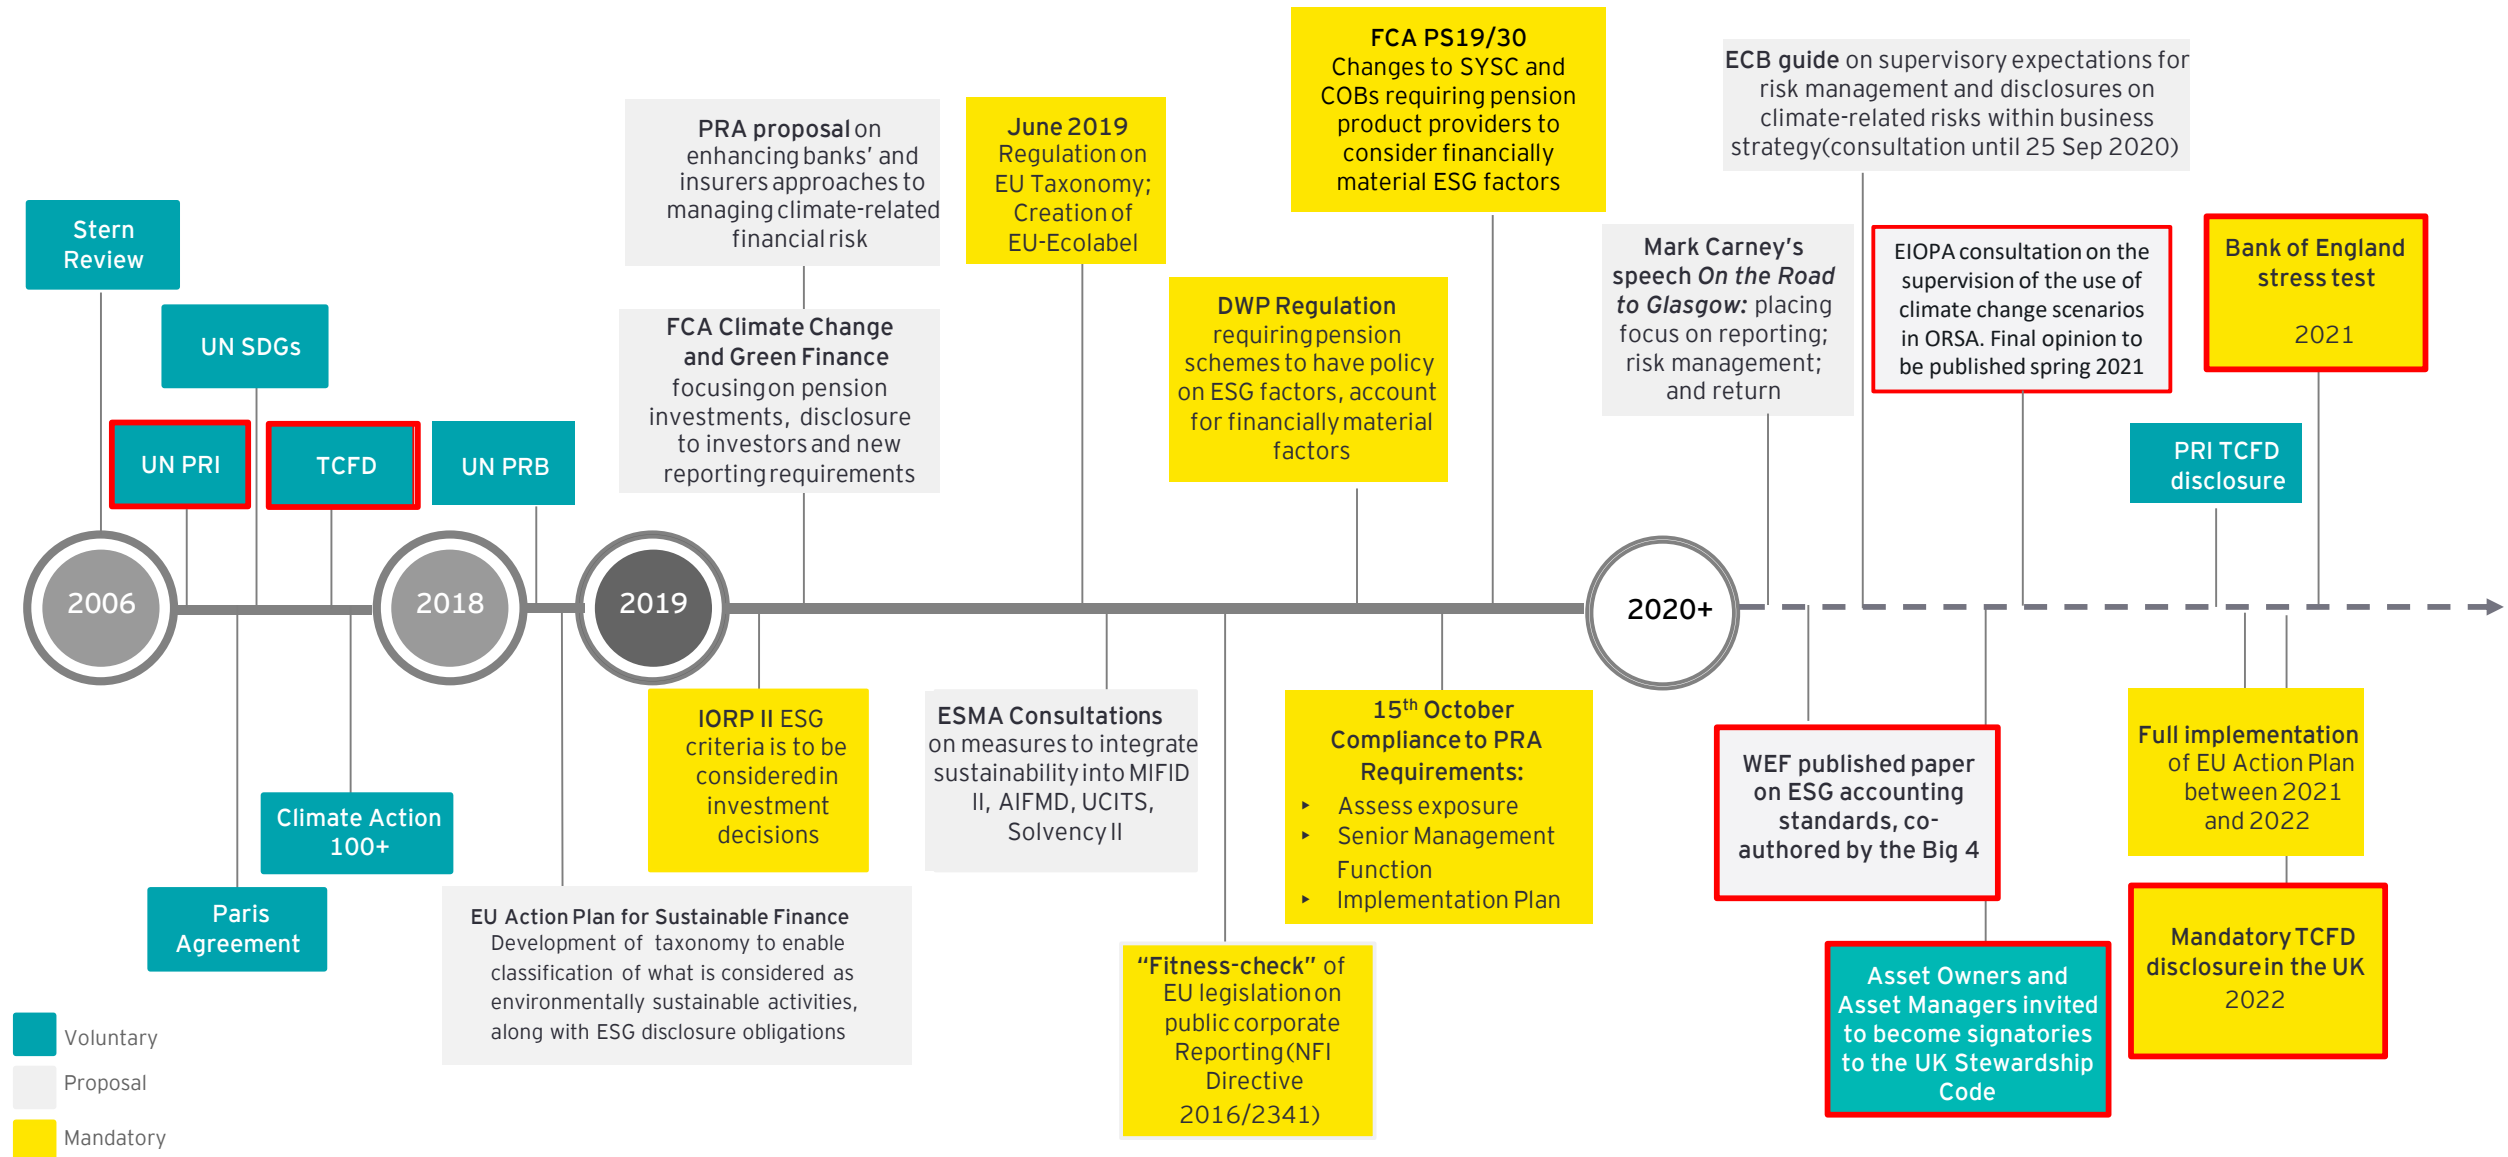 Stern
Review
UN SDGs
UN PRI
TCFD
UN PRB
PRA proposal on
enhancing banks’ and
insurers approaches to
managing climate-related
financial risk
FCA Climate Change
and Green Finance
focusing on pension
investments, disclosure
to investors and new
reporting requirements
June 2019
Regulation on
EU Taxonomy;
Creation of
EU-Ecolabel
DWP Regulation
requiring pension
schemes to have policy
on ESG factors, account
for financially material
factors
FCA PS19/30
Changes to SYSC and
COBs requiring pension
product providers to
consider financially
material ESG factors
Mark Carney’s
speech On the Road
to Glasgow: placing
focus on reporting;
risk management;
and return
ECB guide on supervisory expectations for
risk management and disclosures on
climate-related risks within business
strategy(consultation until 25 Sep 2020)
EIOPA consultation on the
supervision of the use of
climate change scenarios
in ORSA. Final opinion to
be published spring 2021
PRI TCFD
disclosure
Bank of England
stress test
2021
2006
2018
2019
2020+
Paris
Agreement
Climate Action
100+
EU Action Plan for Sustainable Finance
Development of taxonomy to enable
classification of what is considered as
environmentally sustainable activities,
along with ESG disclosure obligations
IORP II ESG
criteria is to be
considered in
investment
decisions
ESMA Consultations
on measures to integrate
sustainability into MIFID
II, AIFMD, UCITS,
Solvency II
“Fitness-check” of
EU legislation on
public corporate
Reporting (NFI
Directive
2016/2341)
15th October
Compliance to PRA
Requirements:
▸ Assess exposure
▸ Senior Management
Function
▸ Implementation Plan
WEF published paper
on ESG accounting
standards, co-
authored by the Big 4
Asset Owners and
Asset Managers invited
to become signatories
to the UK Stewardship
Code
Full implementation
of EU Action Plan
between 2021
and 2022
Mandatory TCFD
disclosure in the UK
2022
Voluntary
Proposal
Mandatory